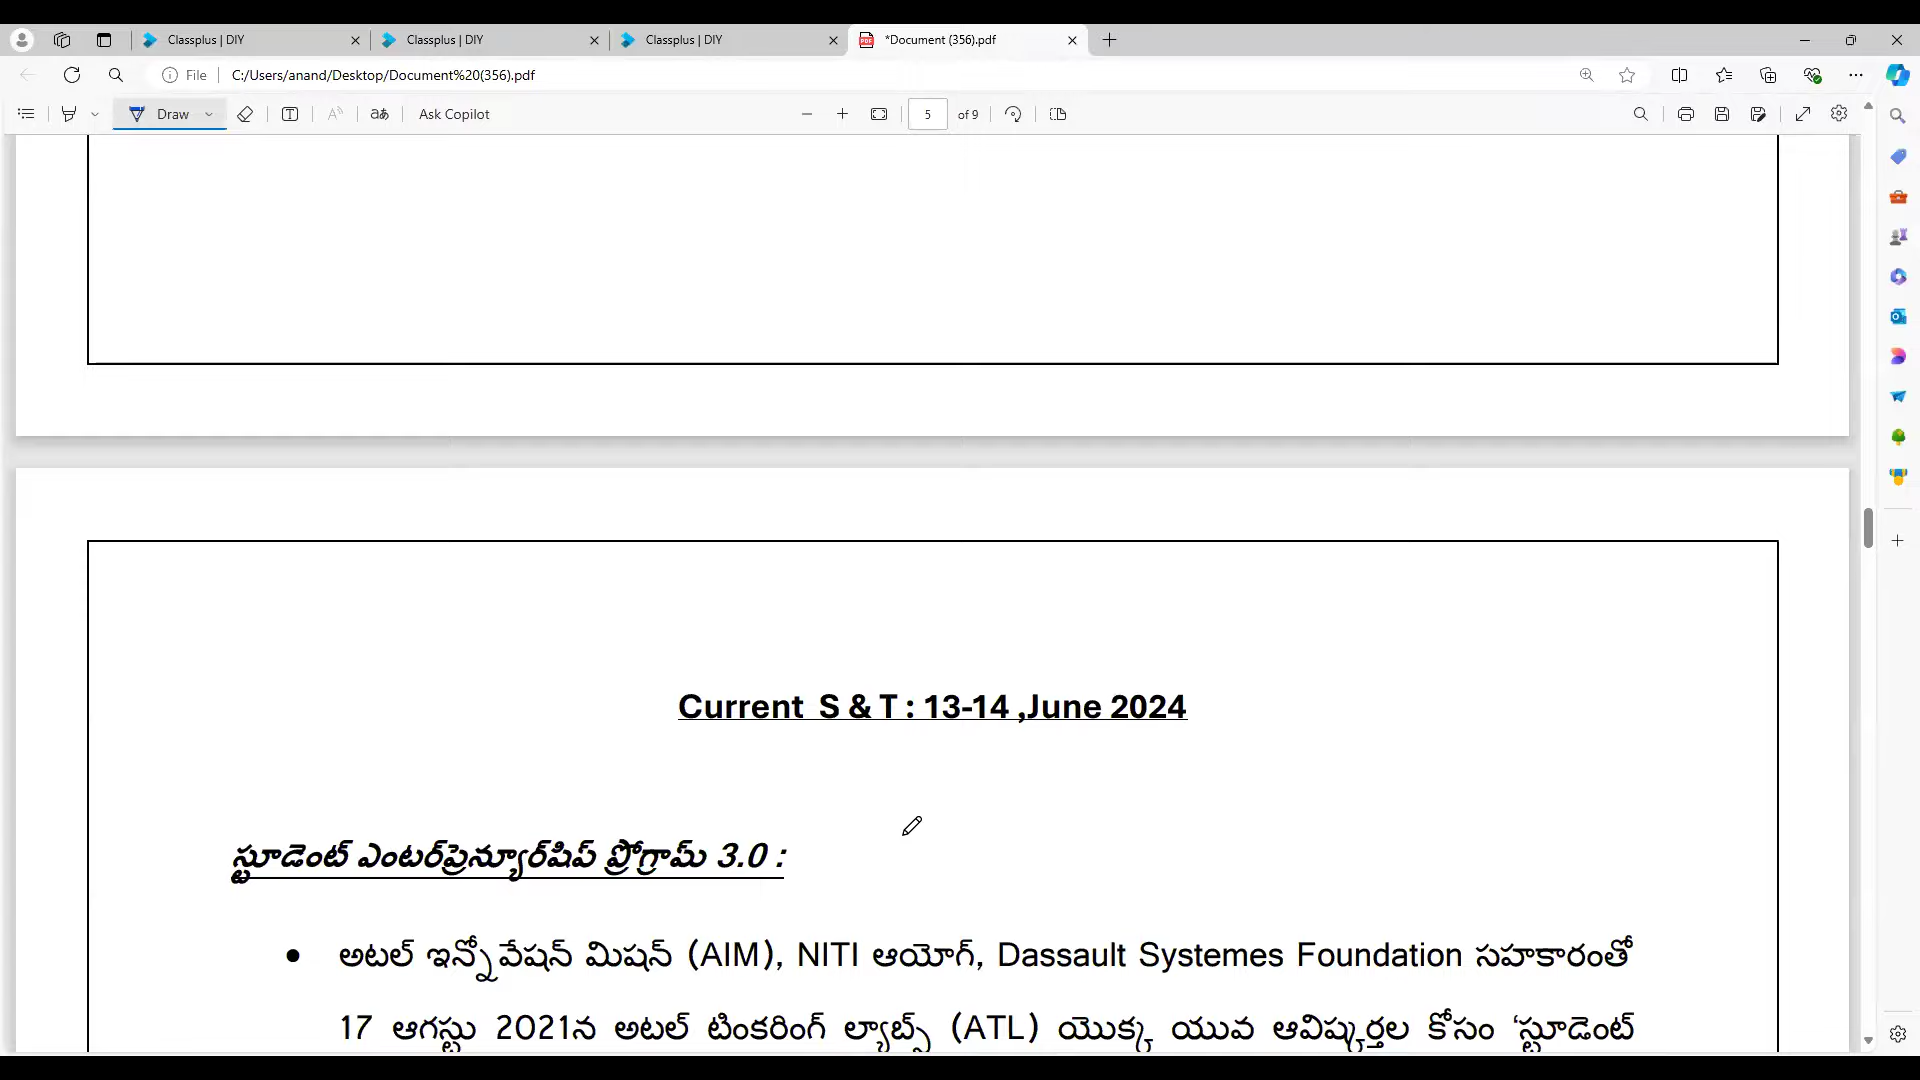 Classplus | DIY
Classplus | DIY
Classplus | DIY
*Document (356).pdf
File
C:/Users/anand/Desktop/Document%20(356).pdf
Draw
aあ
Ask Copilot
5 of 9
Current S & T : 13-14 ,June 2024
స్టూడెంట్ ఎంటర్‌ప్రెన్యూర్‌షిప్ ప్రోగ్రామ్ 3.0 :
• అటల్ ఇన్నోవేషన్ మిషన్ (AIM), NITI ఆయోగ్, Dassault Systemes Foundation సహకారంతో
17 ఆగస్టు 2021న అటల్ టింకరింగ్ ల్యాబ్స్ (ATL) యొక్క యువ ఆవిష్కర్తల కోసం ‘స్టూడెంట్